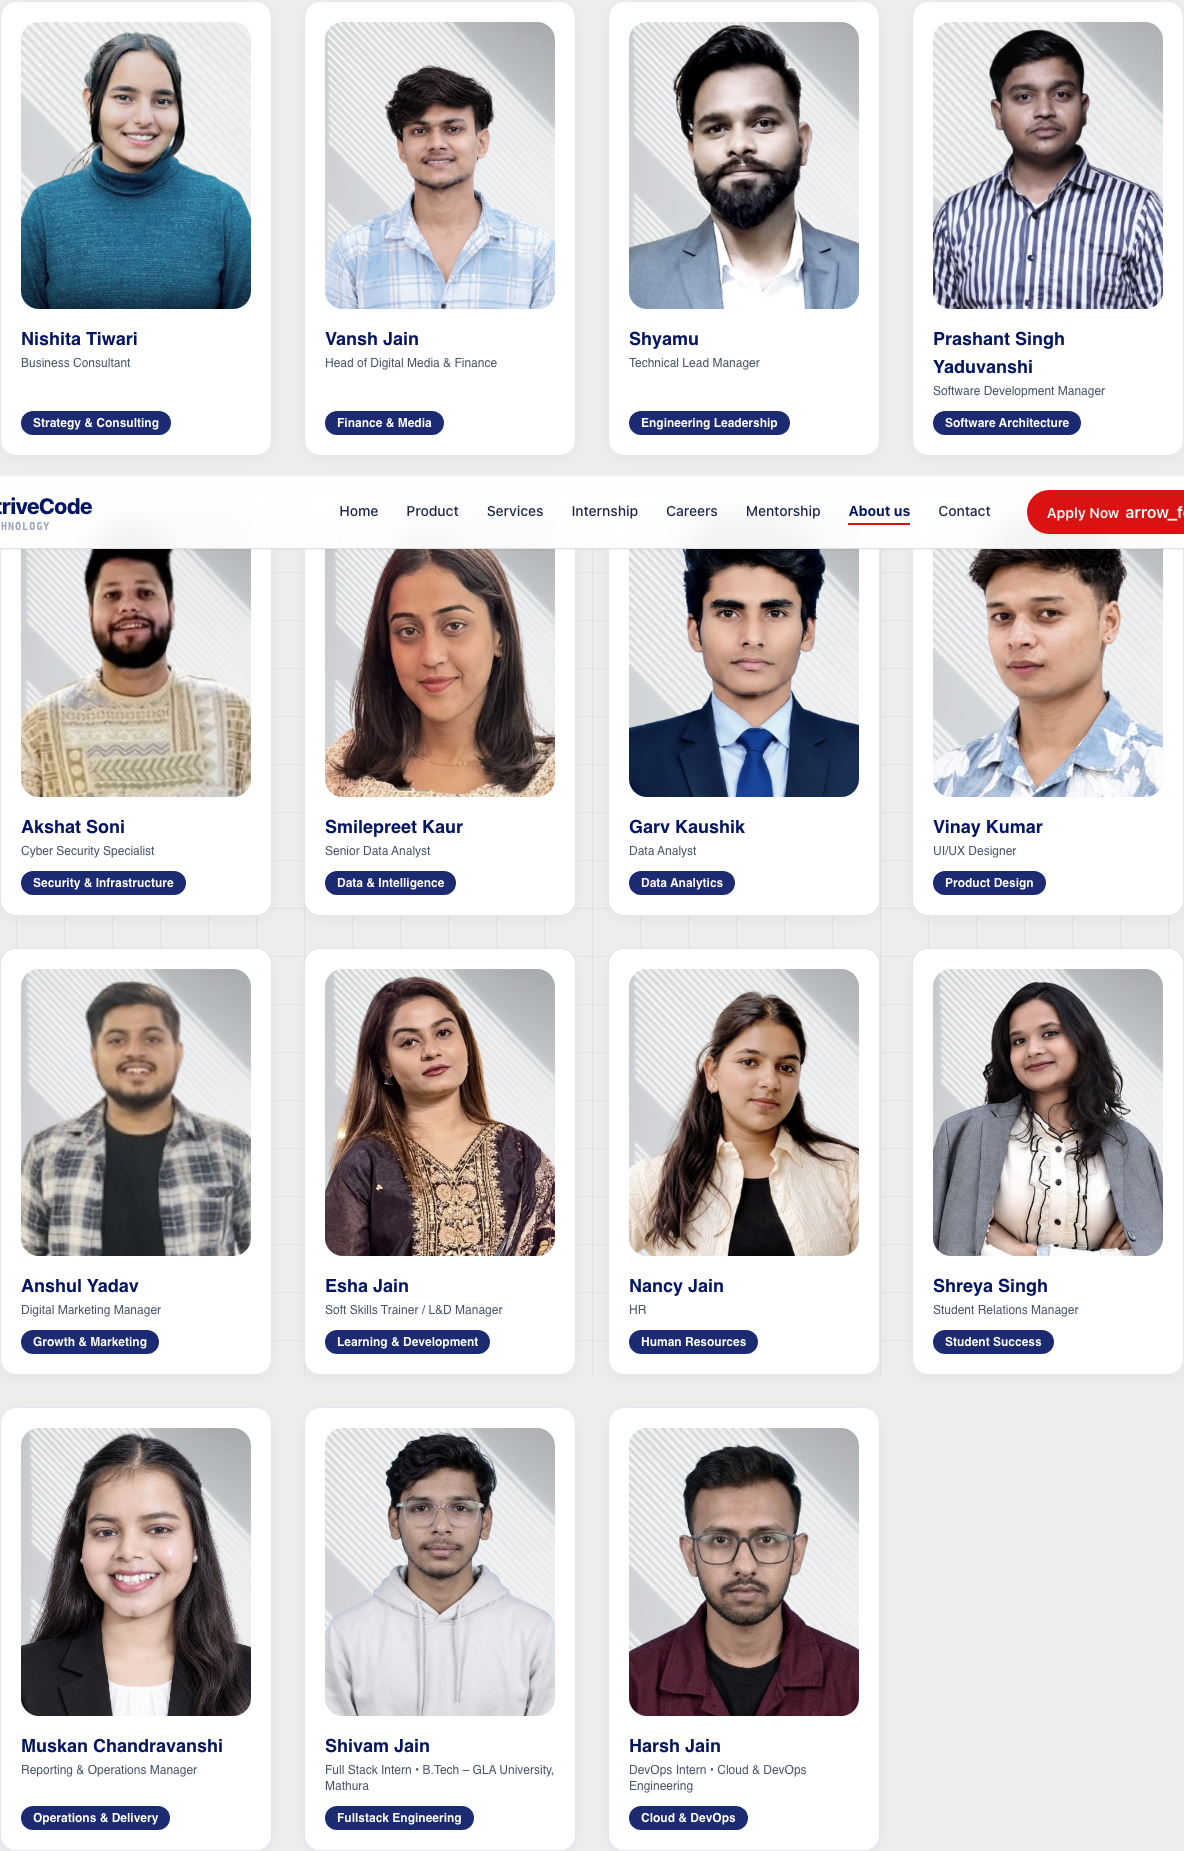 Nishita Tiwari
Business Consultant
Strategy & Consulting
Vansh Jain
Head of Digital Media & Finance
Finance & Media
Shyamu
Technical Lead Manager
Engineering Leadership
Prashant Singh
Yaduvanshi
Software Development Manager
Software Architecture
triveCode
HNOLOGY
Home Product Services Internship Careers Mentorship About us Contact
Apply Now arrow_f
Akshat Soni
Cyber Security Specialist
Security & Infrastructure
Smilepreet Kaur
Senior Data Analyst
Data & Intelligence
Garv Kaushik
Data Analyst
Data Analytics
Vinay Kumar
UI/UX Designer
Product Design
Anshul Yadav
Digital Marketing Manager
Growth & Marketing
Esha Jain
Soft Skills Trainer / L&D Manager
Learning & Development
Nancy Jain
HR
Human Resources
Shreya Singh
Student Relations Manager
Student Success
Muskan Chandravanshi
Reporting & Operations Manager
Operations & Delivery
Shivam Jain
Full Stack Intern • B.Tech – GLA University,
Mathura
Fullstack Engineering
Harsh Jain
DevOps Intern • Cloud & DevOps
Engineering
Cloud & DevOps